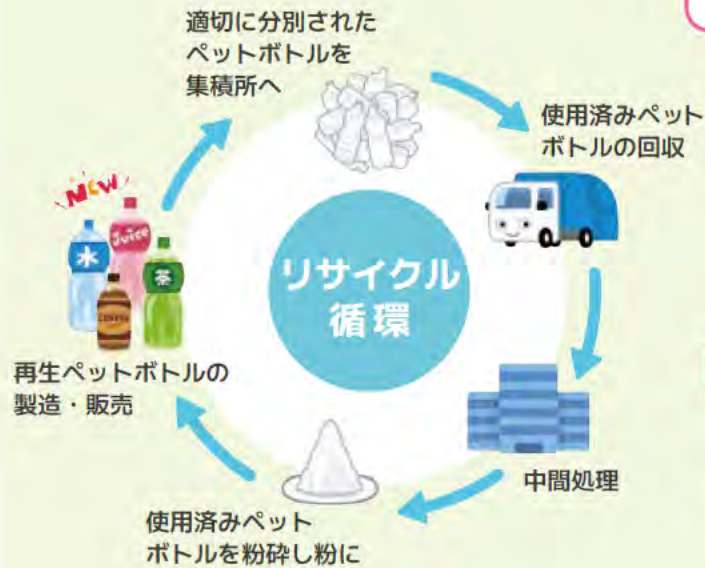 適切に分別された
ペットボトルを
集積所へ
使用済みペット
ボトルの回収
NEW
Juice
水
茶
COFFEE
リサイクル
循環
再生ペットボトルの
製造・販売
中間処理
使用済みペット
ボトルを粉砕し粉に